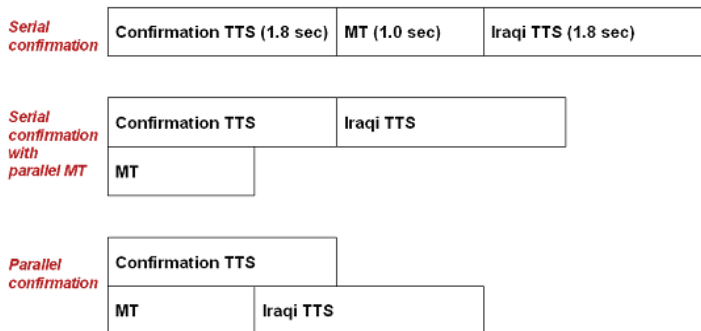 Serial
confirmation
Confirmation TTS (1.8 sec)
MT (1.0 sec)
Iraqi TTS (1.8 sec)
Serial
confirmation
with
parallel MT
Confirmation TTS
Iraqi TTS
MT
Parallel
confirmation
Confirmation TTS
MT
Iraqi TTS